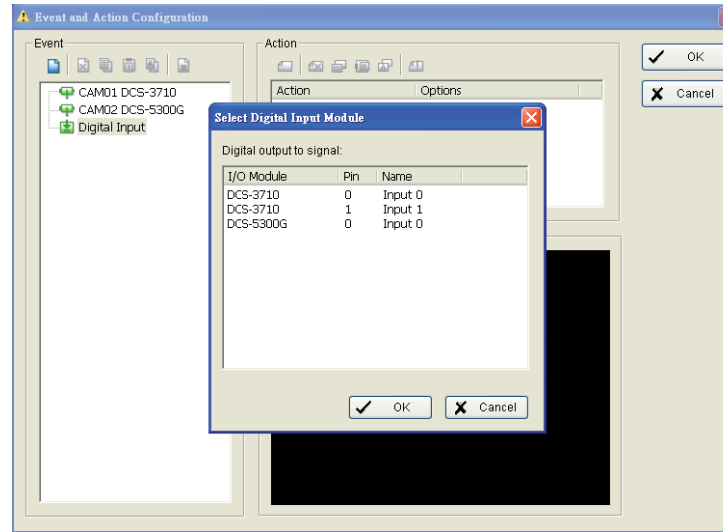 Event and Action Configuration
Event
Action
OK
Cancel
CAM01 DCS-3710
CAM02 DCS-5300G
Digital Input
Action Options
Select Digital Input Module
Digital output to signal:
I/O Module Pin Name
DCS-3710 0 Input 0
DCS-3710 1 Input 1
DCS-5300G 0 Input 0
OK
Cancel